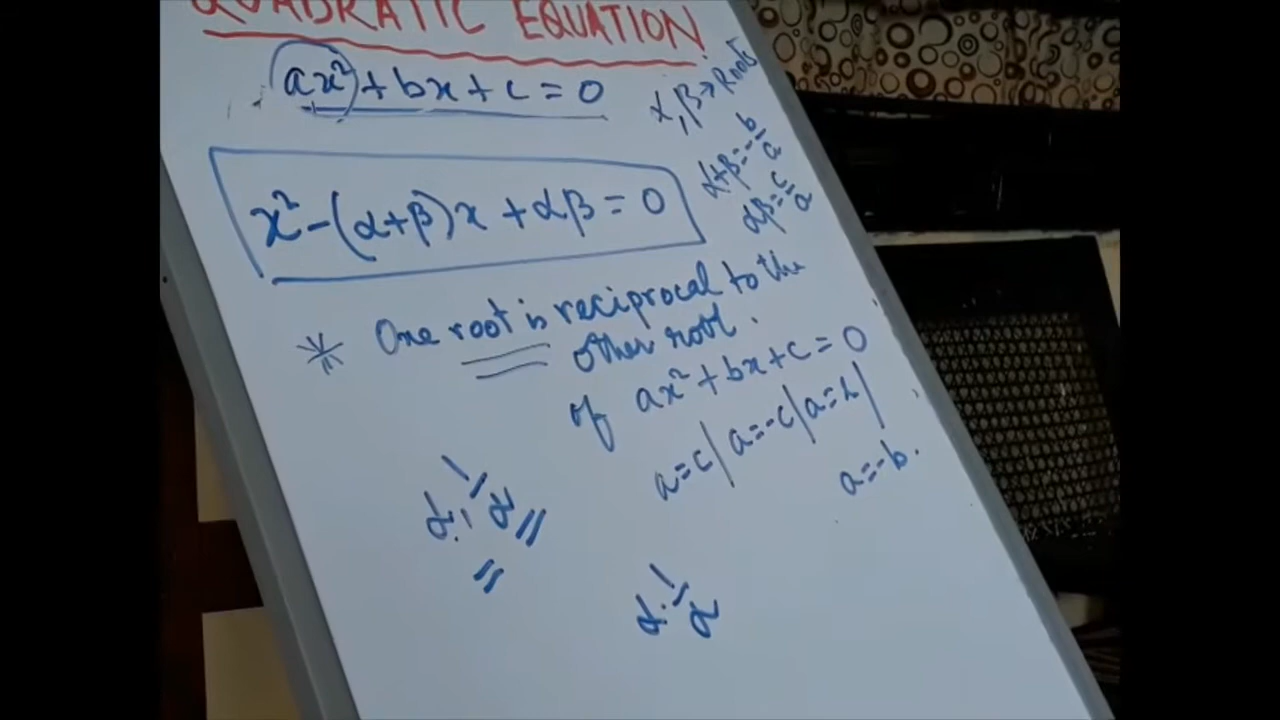 QUADRATIC EQUATION
ax² + bx + c = 0
α, β → Roots
α+β = -b/a
αβ = c/a
x² - (α+β)x + αβ = 0
* One root is reciprocal to the
other root.
of ax² + bx + c = 0
a = c | a = -c | a = b |
a = -b.
α, 1/α
α · 1/α